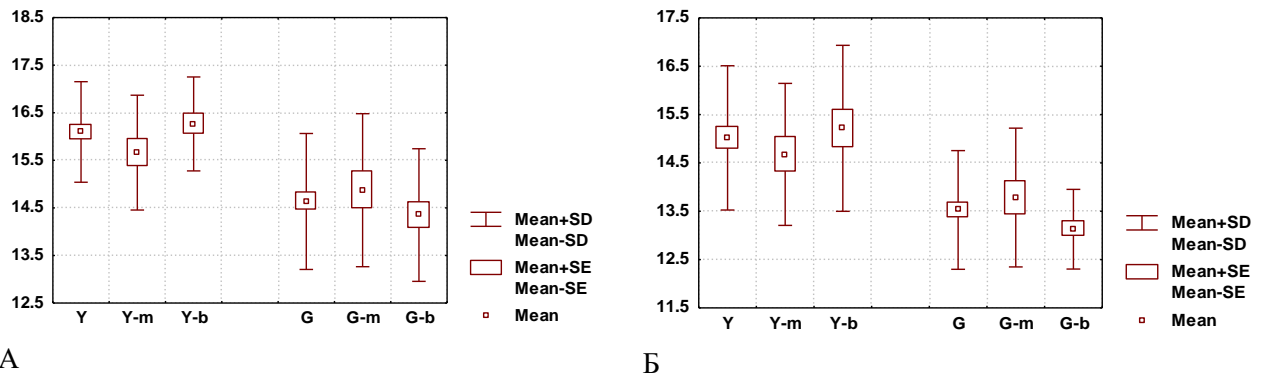 18.5
17.5
16.5
15.5
14.5
13.5
12.5
Y Y-m Y-b G G-m G-b
Mean+SD
Mean-SD
Mean+SE
Mean-SE
Mean
А
17.5
16.5
15.5
14.5
13.5
12.5
11.5
Y Y-m Y-b G G-m G-b
Mean+SD
Mean-SD
Mean+SE
Mean-SE
Mean
Б